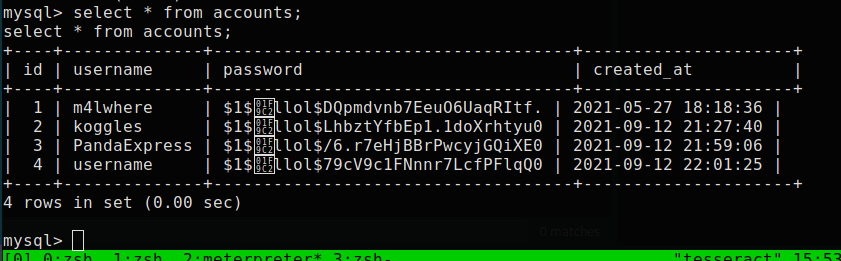 mysql> select * from accounts;
select * from accounts;
+----+--------------+------------------------------------+---------------------+
| id | username     | password                           | created_at          |
+----+--------------+------------------------------------+---------------------+
|  1 | m4lwhere     | $1$🧂llol$DQpmdvnb7EeuO6UaqRItf. | 2021-05-27 18:18:36 |
|  2 | koggles      | $1$🧂llol$LhbztYfbEp1.1doXrhtyu0 | 2021-09-12 21:27:40 |
|  3 | PandaExpress | $1$🧂llol$/6.r7eHjBBrPwcyjGQiXE0 | 2021-09-12 21:59:06 |
|  4 | username     | $1$🧂llol$79cV9c1FNnnr7LcfPFlqQ0 | 2021-09-12 22:01:25 |
+----+--------------+------------------------------------+---------------------+
4 rows in set (0.00 sec)
0 matches
mysql>
[0] 0:zsh  1:zsh  2:meterpreter* 3:zsh- "tesseract" 15:53